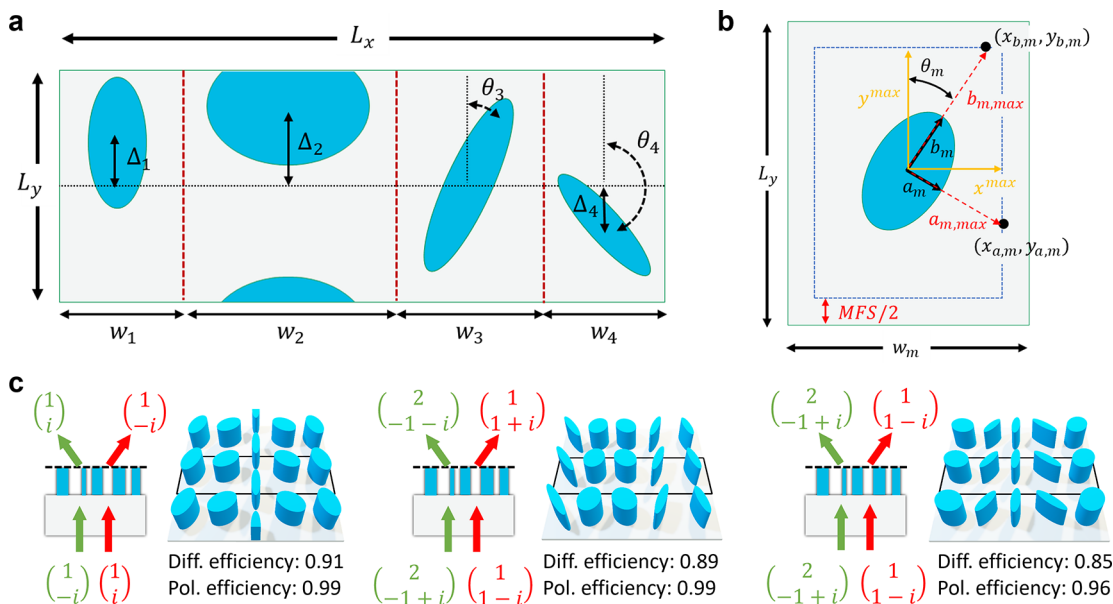 a
L_x
L_y
Δ_1
Δ_2
θ_3
θ_4
Δ_4
w_1
w_2
w_3
w_4
b
(x_{b,m}, y_{b,m})
θ_m
y^{max}
b_{m,max}
b_m
L_y
a_m
x^{max}
a_{m,max}
(x_{a,m}, y_{a,m})
MFS/2
w_m
c
(1 i)
(1 -i)
(1 -i)
(1 i)
Diff. efficiency: 0.91
Pol. efficiency: 0.99
(2 -1-i)
(1 1+i)
(2 -1+i)
(1 1-i)
Diff. efficiency: 0.89
Pol. efficiency: 0.99
(2 -1+i)
(1 1-i)
(2 -1+i)
(1 1-i)
Diff. efficiency: 0.85
Pol. efficiency: 0.96